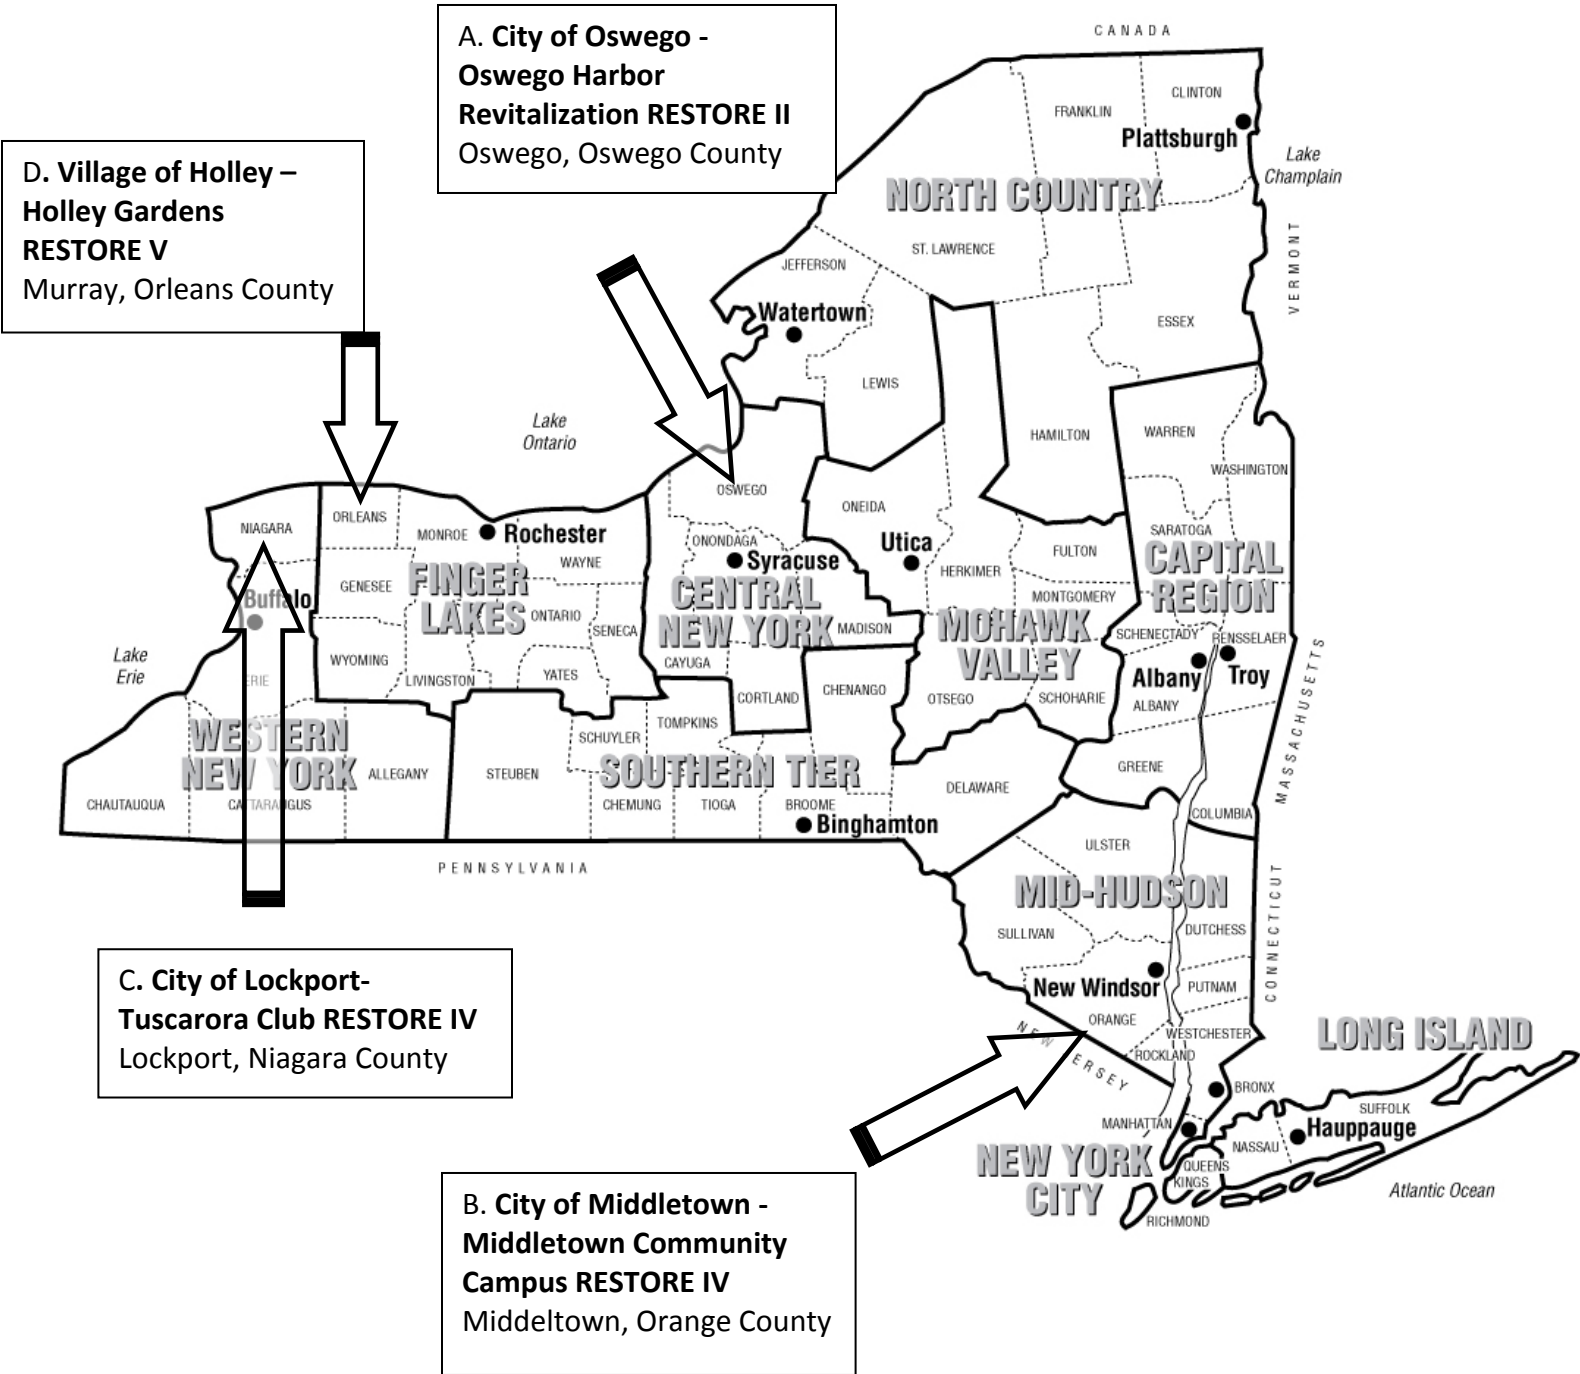 A. City of Oswego -
Oswego Harbor
Revitalization RESTORE II
Oswego, Oswego County
D. Village of Holley –
Holley Gardens
RESTORE V
Murray, Orleans County
CANADA
CLINTON
FRANKLIN
Plattsburgh
Lake
Champlain
NORTH COUNTRY
ST. LAWRENCE
VERMONT
JEFFERSON
Watertown
ESSEX
LEWIS
Lake
Ontario
HAMILTON
WARREN
WASHINGTON
OSWEGO
ONEIDA
NIAGARA
ORLEANS
MONROE
Rochester
WAYNE
ONONDAGA
Syracuse
Utica
HERKIMER
FULTON
SARATOGA
CAPITAL
REGION
GENESEE
FINGER
LAKES
ONTARIO
SENECA
CENTRAL
NEW YORK
MADISON
MONTGOMERY
MOHAWK
VALLEY
SCHENECTADY
RENSSELAER
Buffalo
Lake
Erie
ERIE
WYOMING
LIVINGSTON
YATES
CAYUGA
CORTLAND
CHENANGO
OTSEGO
SCHOHARIE
Albany
Troy
ALBANY
MASSACHUSETTS
WESTERN
NEW YORK
CHAUTAUQUA
CATTARAUGUS
ALLEGANY
STEUBEN
SCHUYLER
TOMPKINS
SOUTHERN TIER
CHEMUNG
TIOGA
BROOME
Binghamton
DELAWARE
GREENE
COLUMBIA
PENNSYLVANIA
ULSTER
MID-HUDSON
SULLIVAN
DUTCHESS
CONNECTICUT
New Windsor
PUTNAM
ORANGE
WESTCHESTER
ROCKLAND
NEW ERSEY
LONG ISLAND
BRONX
SUFFOLK
MANHATTAN
Hauppauge
NASSAU
NEW YORK
CITY
QUEENS
KINGS
RICHMOND
Atlantic Ocean
C. City of Lockport-
Tuscarora Club RESTORE IV
Lockport, Niagara County
B. City of Middletown -
Middletown Community
Campus RESTORE IV
Middeltown, Orange County